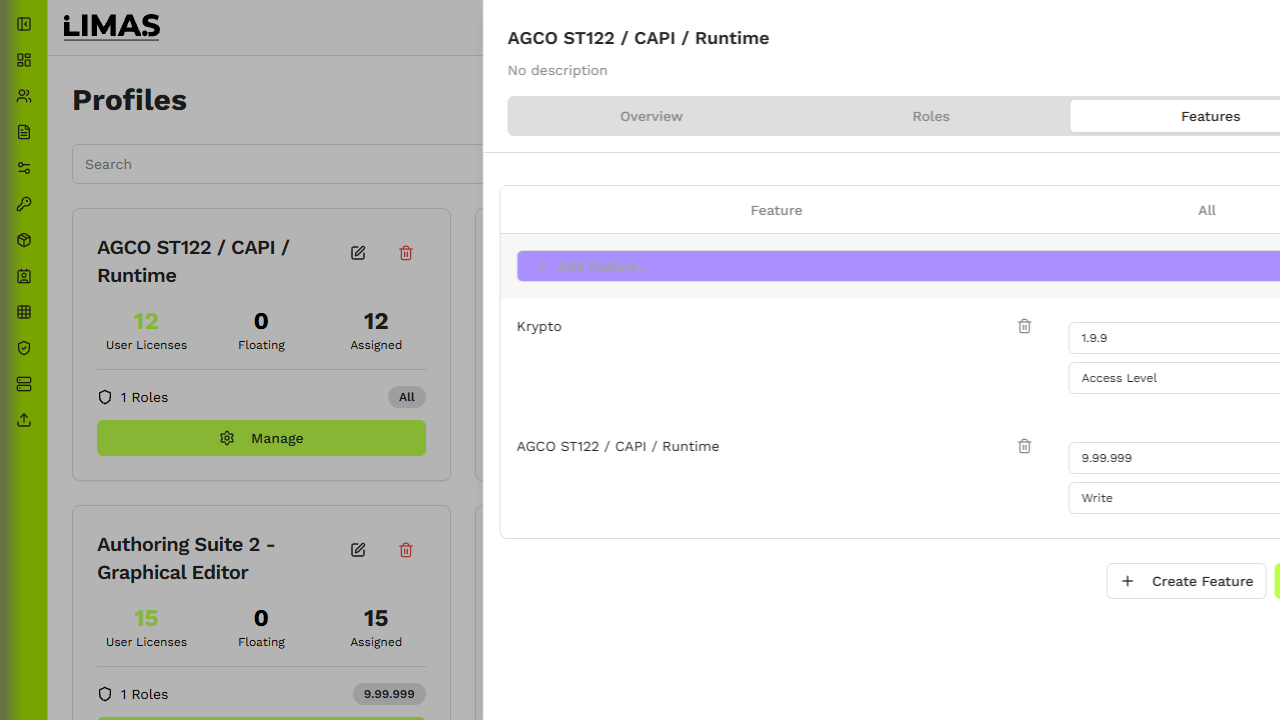 LIMAS
Profiles
Search
AGCO ST122 / CAPI /
Runtime
12
0
12
User Licenses
Floating
Assigned
1 Roles
All
Manage
Authoring Suite 2 -
Graphical Editor
15
0
15
User Licenses
Floating
Assigned
1 Roles
9.99.999
AGCO ST122 / CAPI / Runtime
No description
Overview
Roles
Features
Feature
All
+ Add feature...
Krypto
1.9.9
Access Level
AGCO ST122 / CAPI / Runtime
9.99.999
Write
+ Create Feature